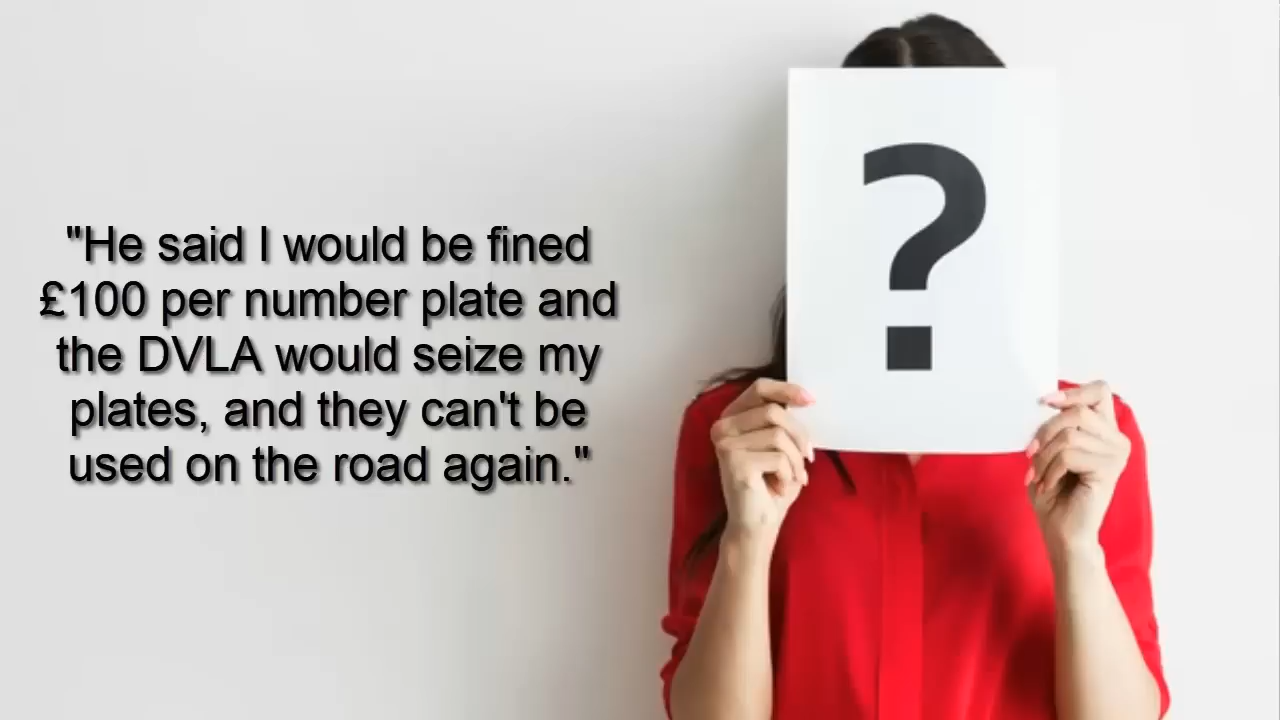 "He said I would be fined
£100 per number plate and
the DVLA would seize my
plates, and they can't be
used on the road again."
?